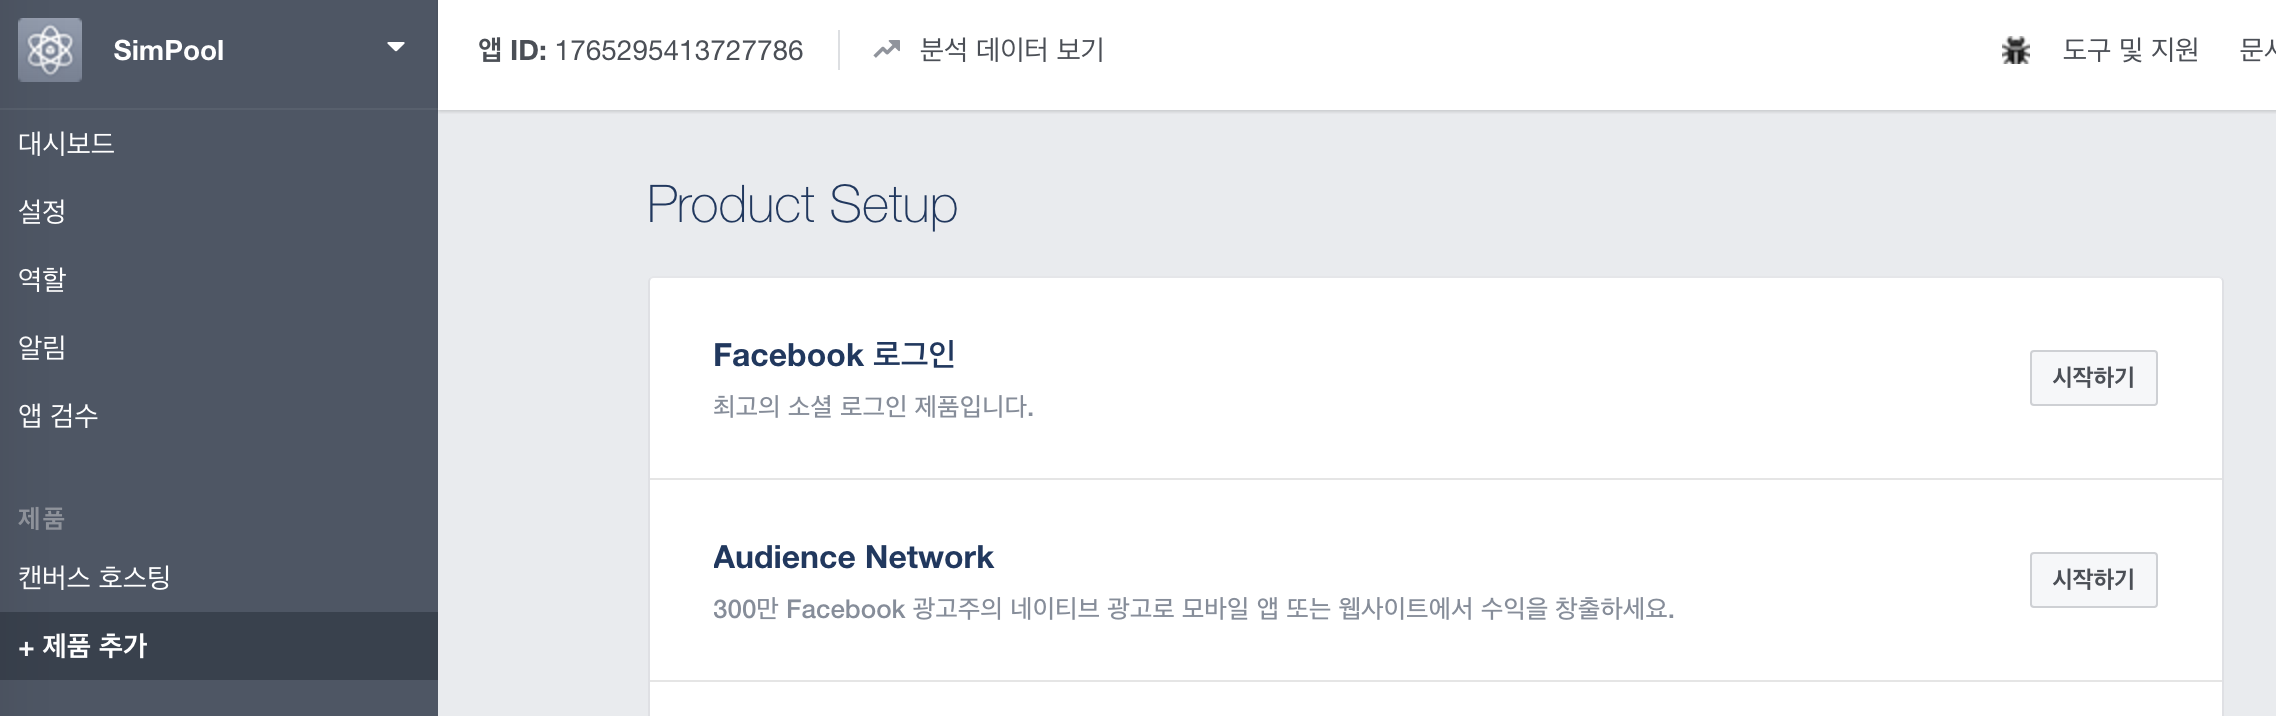 SimPool
앱 ID: 1765295413727786
분석 데이터 보기
도구 및 지원
대시보드
설정
역할
알림
앱 검수
제품
캔버스 호스팅
+ 제품 추가
Product Setup
Facebook 로그인
최고의 소셜 로그인 제품입니다.
시작하기
Audience Network
300만 Facebook 광고주의 네이티브 광고로 모바일 앱 또는 웹사이트에서 수익을 창출하세요.
시작하기